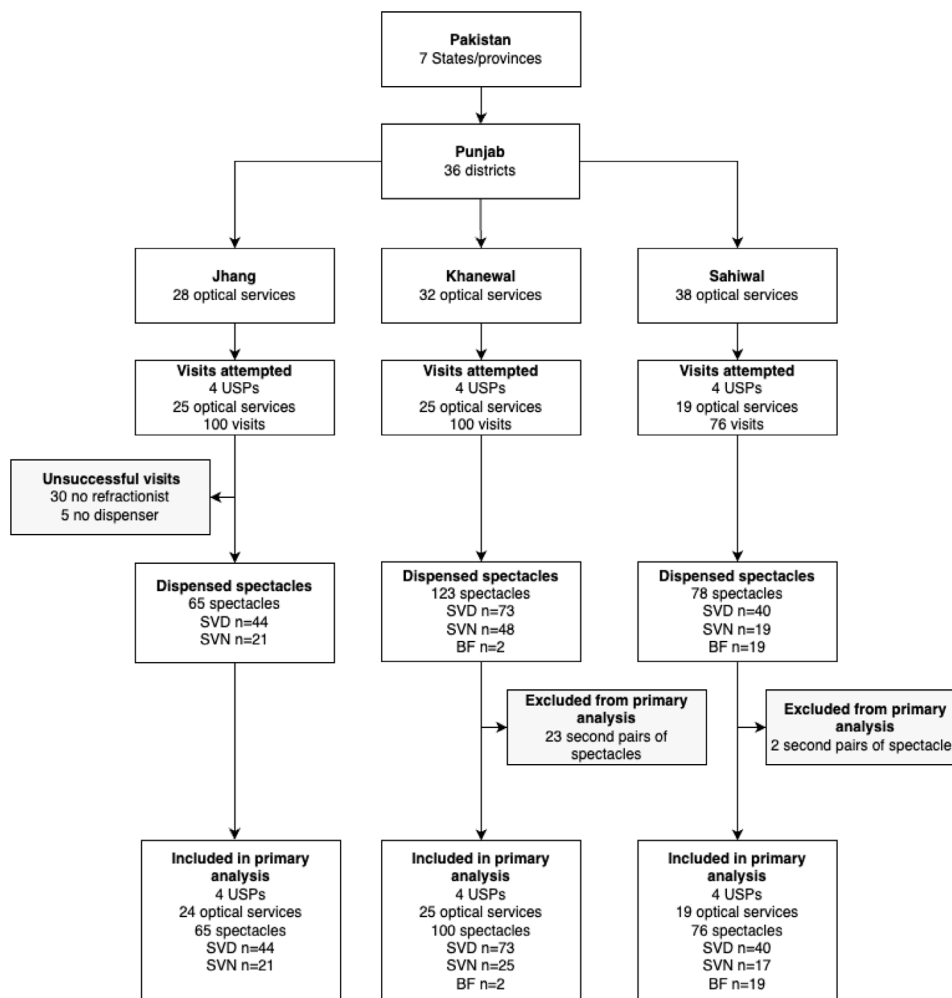 Pakistan
7 States/provinces
Punjab
36 districts
Jhang
28 optical services
Khanewal
32 optical services
Sahiwal
38 optical services
Visits attempted
4 USPs
25 optical services
100 visits
Visits attempted
4 USPs
25 optical services
100 visits
Visits attempted
4 USPs
19 optical services
76 visits
Unsuccessful visits
30 no refractionist
5 no dispenser
Dispensed spectacles
65 spectacles
SVD n=44
SVN n=21
Dispensed spectacles
123 spectacles
SVD n=73
SVN n=48
BF n=2
Dispensed spectacles
78 spectacles
SVD n=40
SVN n=19
BF n=19
Excluded from primary
analysis
23 second pairs of
spectacles
Excluded from primary
analysis
2 second pairs of spectacle
Included in primary
analysis
4 USPs
24 optical services
65 spectacles
SVD n=44
SVN n=21
Included in primary
analysis
4 USPs
25 optical services
100 spectacles
SVD n=73
SVN n=25
BF n=2
Included in primary
analysis
4 USPs
19 optical services
76 spectacles
SVD n=40
SVN n=17
BF n=19